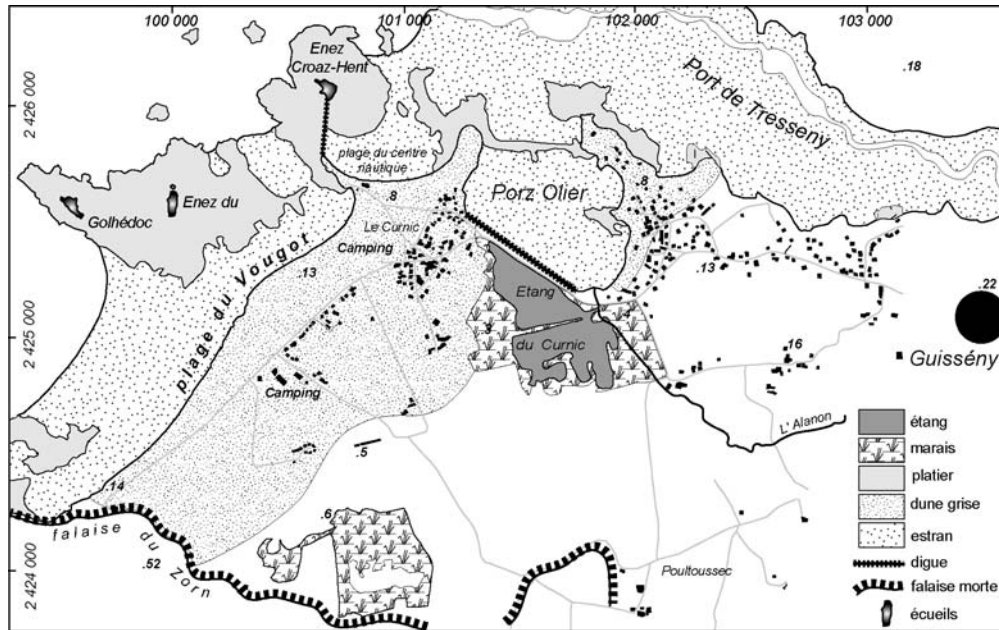 100 000
101 000
102 000
103 000
2 426 000
2 425 000
2 424 000
Enez
Croaz-Hent
.18
Port de Tresseny
plage du centre
nautique
Golhédoc
Enez du
.8
Porz Olier
.8
Le Curnic
Camping
plage du Vougot
.13
.13
.22
Etang
3
4
du Curnic
.16
Guissény
Camping
L' Alanon
.5
.14
.6
falaise du Zorn
.52
Poultoussec
étang
marais
platier
dune grise
estran
digue
falaise morte
écueils